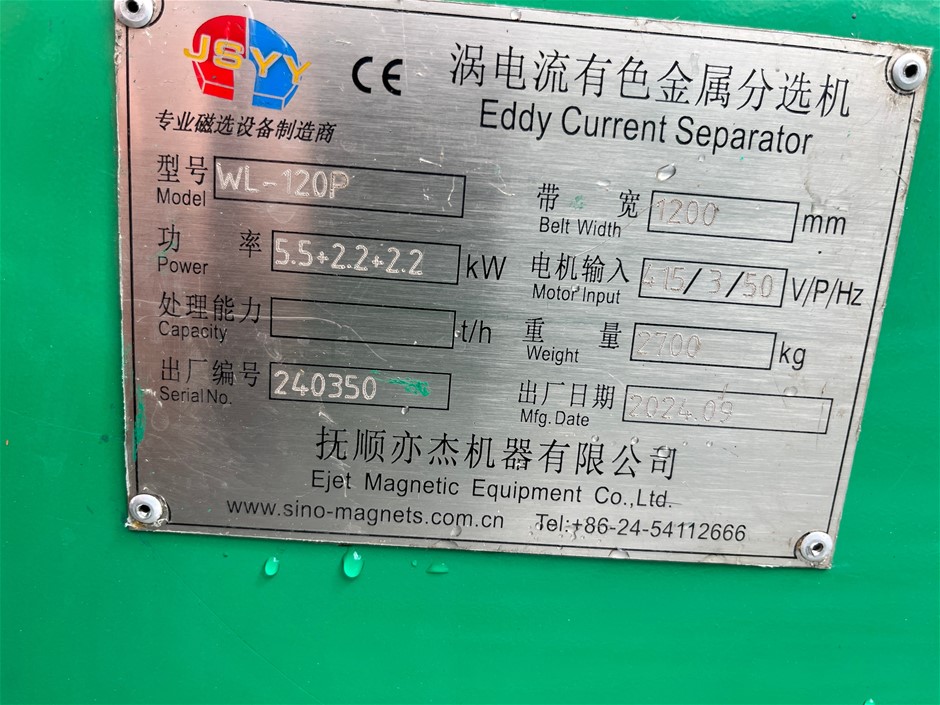 JSYY
CE
涡电流有色金属分选机
Eddy Current Separator
专业磁选设备制造商
型号 WL-120P
Model
带宽 1200 mm
Belt Width
功率 5.5+2.2+2.2 kW
Power
电机输入 415/3/50 V/P/Hz
Motor Input
处理能力 t/h
Capacity
重量 2700 kg
Weight
出厂编号 240350
Serial No.
出厂日期 2024.09
Mfg. Date
抚顺亦杰机器有限公司
Ejet Magnetic Equipment Co.,Ltd.
www.sino-magnets.com.cn Tel:+86-24-54112666